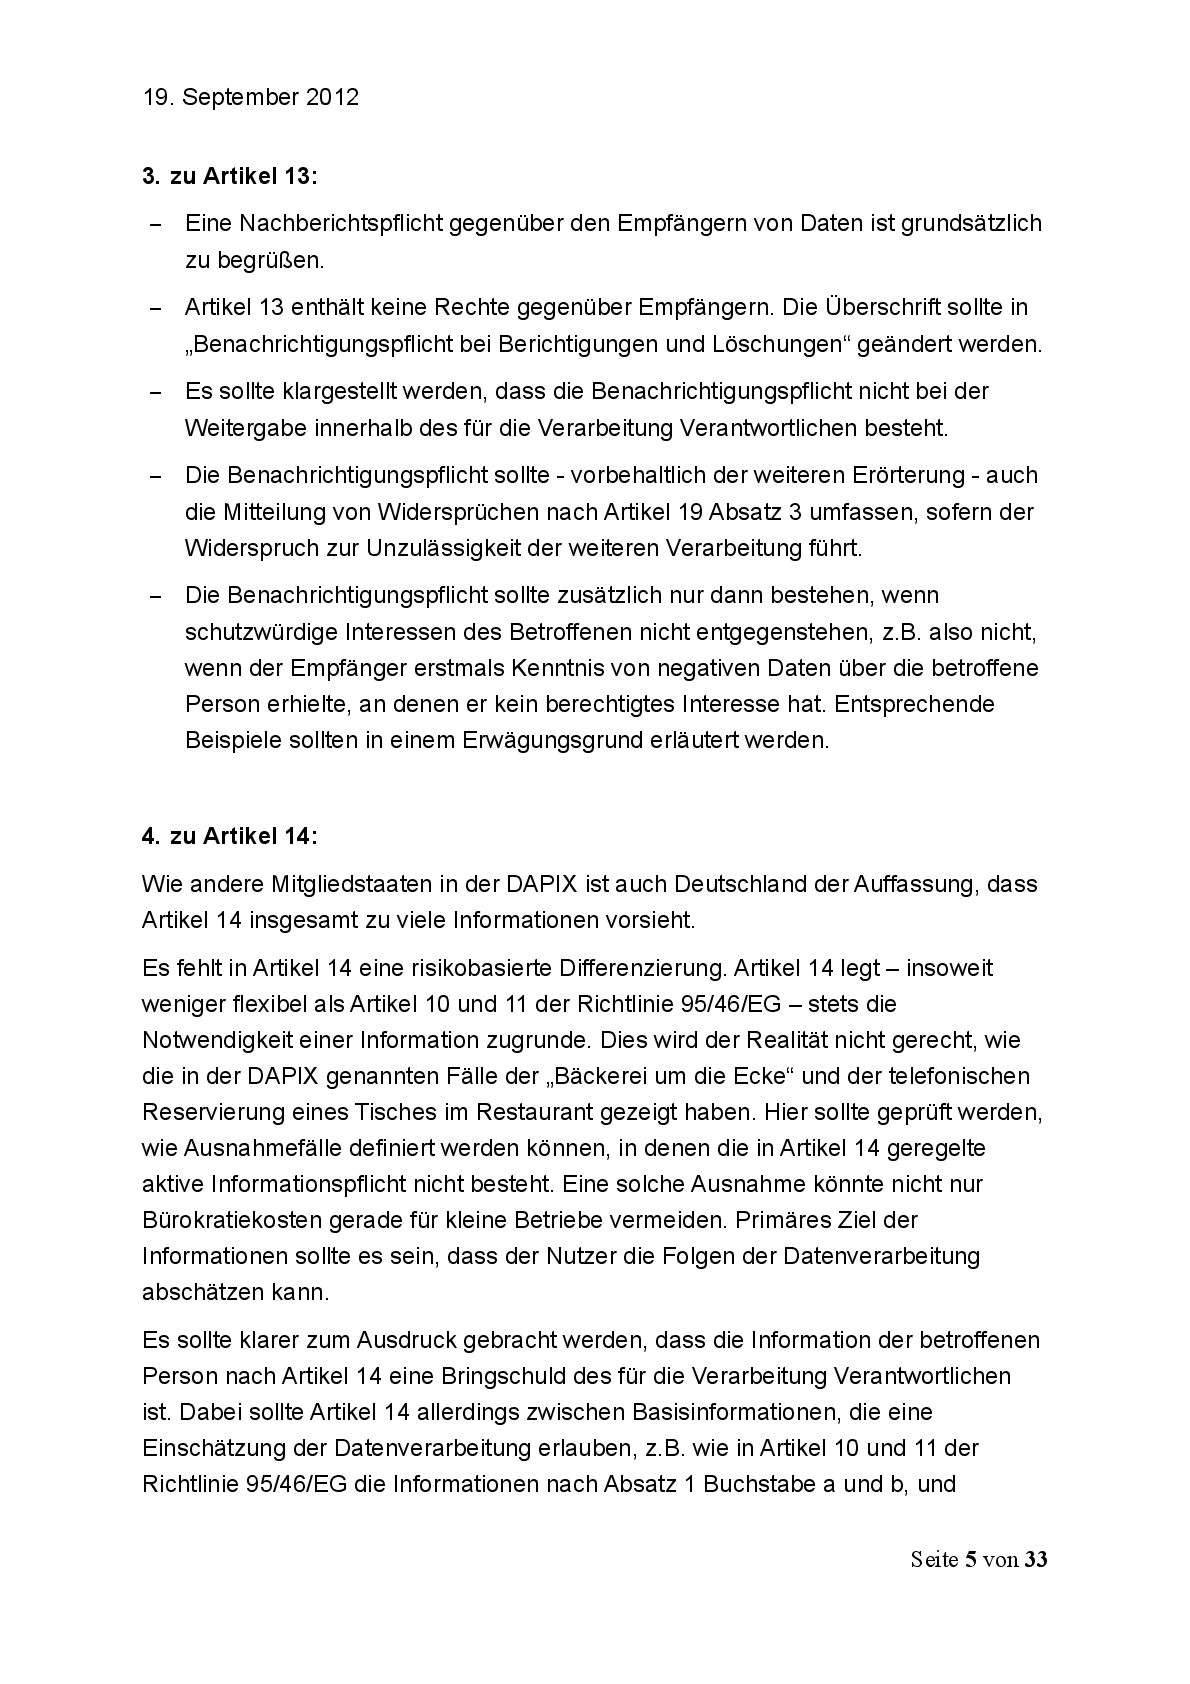 19. September 2012
3. zu Artikel 13:
– Eine Nachberichtspflicht gegenüber den Empfängern von Daten ist grundsätzlich
zu begrüßen.
– Artikel 13 enthält keine Rechte gegenüber Empfängern. Die Überschrift sollte in
„Benachrichtigungspflicht bei Berichtigungen und Löschungen“ geändert werden.
– Es sollte klargestellt werden, dass die Benachrichtigungspflicht nicht bei der
Weitergabe innerhalb des für die Verarbeitung Verantwortlichen besteht.
– Die Benachrichtigungspflicht sollte - vorbehaltlich der weiteren Erörterung - auch
die Mitteilung von Widersprüchen nach Artikel 19 Absatz 3 umfassen, sofern der
Widerspruch zur Unzulässigkeit der weiteren Verarbeitung führt.
– Die Benachrichtigungspflicht sollte zusätzlich nur dann bestehen, wenn
schutzwürdige Interessen des Betroffenen nicht entgegenstehen, z.B. also nicht,
wenn der Empfänger erstmals Kenntnis von negativen Daten über die betroffene
Person erhielte, an denen er kein berechtigtes Interesse hat. Entsprechende
Beispiele sollten in einem Erwägungsgrund erläutert werden.
4. zu Artikel 14:
Wie andere Mitgliedstaaten in der DAPIX ist auch Deutschland der Auffassung, dass
Artikel 14 insgesamt zu viele Informationen vorsieht.
Es fehlt in Artikel 14 eine risikobasierte Differenzierung. Artikel 14 legt – insoweit
weniger flexibel als Artikel 10 und 11 der Richtlinie 95/46/EG – stets die
Notwendigkeit einer Information zugrunde. Dies wird der Realität nicht gerecht, wie
die in der DAPIX genannten Fälle der „Bäckerei um die Ecke“ und der telefonischen
Reservierung eines Tisches im Restaurant gezeigt haben. Hier sollte geprüft werden,
wie Ausnahmefälle definiert werden können, in denen die in Artikel 14 geregelte
aktive Informationspflicht nicht besteht. Eine solche Ausnahme könnte nicht nur
Bürokratiekosten gerade für kleine Betriebe vermeiden. Primäres Ziel der
Informationen sollte es sein, dass der Nutzer die Folgen der Datenverarbeitung
abschätzen kann.
Es sollte klarer zum Ausdruck gebracht werden, dass die Information der betroffenen
Person nach Artikel 14 eine Bringschuld des für die Verarbeitung Verantwortlichen
ist. Dabei sollte Artikel 14 allerdings zwischen Basisinformationen, die eine
Einschätzung der Datenverarbeitung erlauben, z.B. wie in Artikel 10 und 11 der
Richtlinie 95/46/EG die Informationen nach Absatz 1 Buchstabe a und b, und
Seite 5 von 33